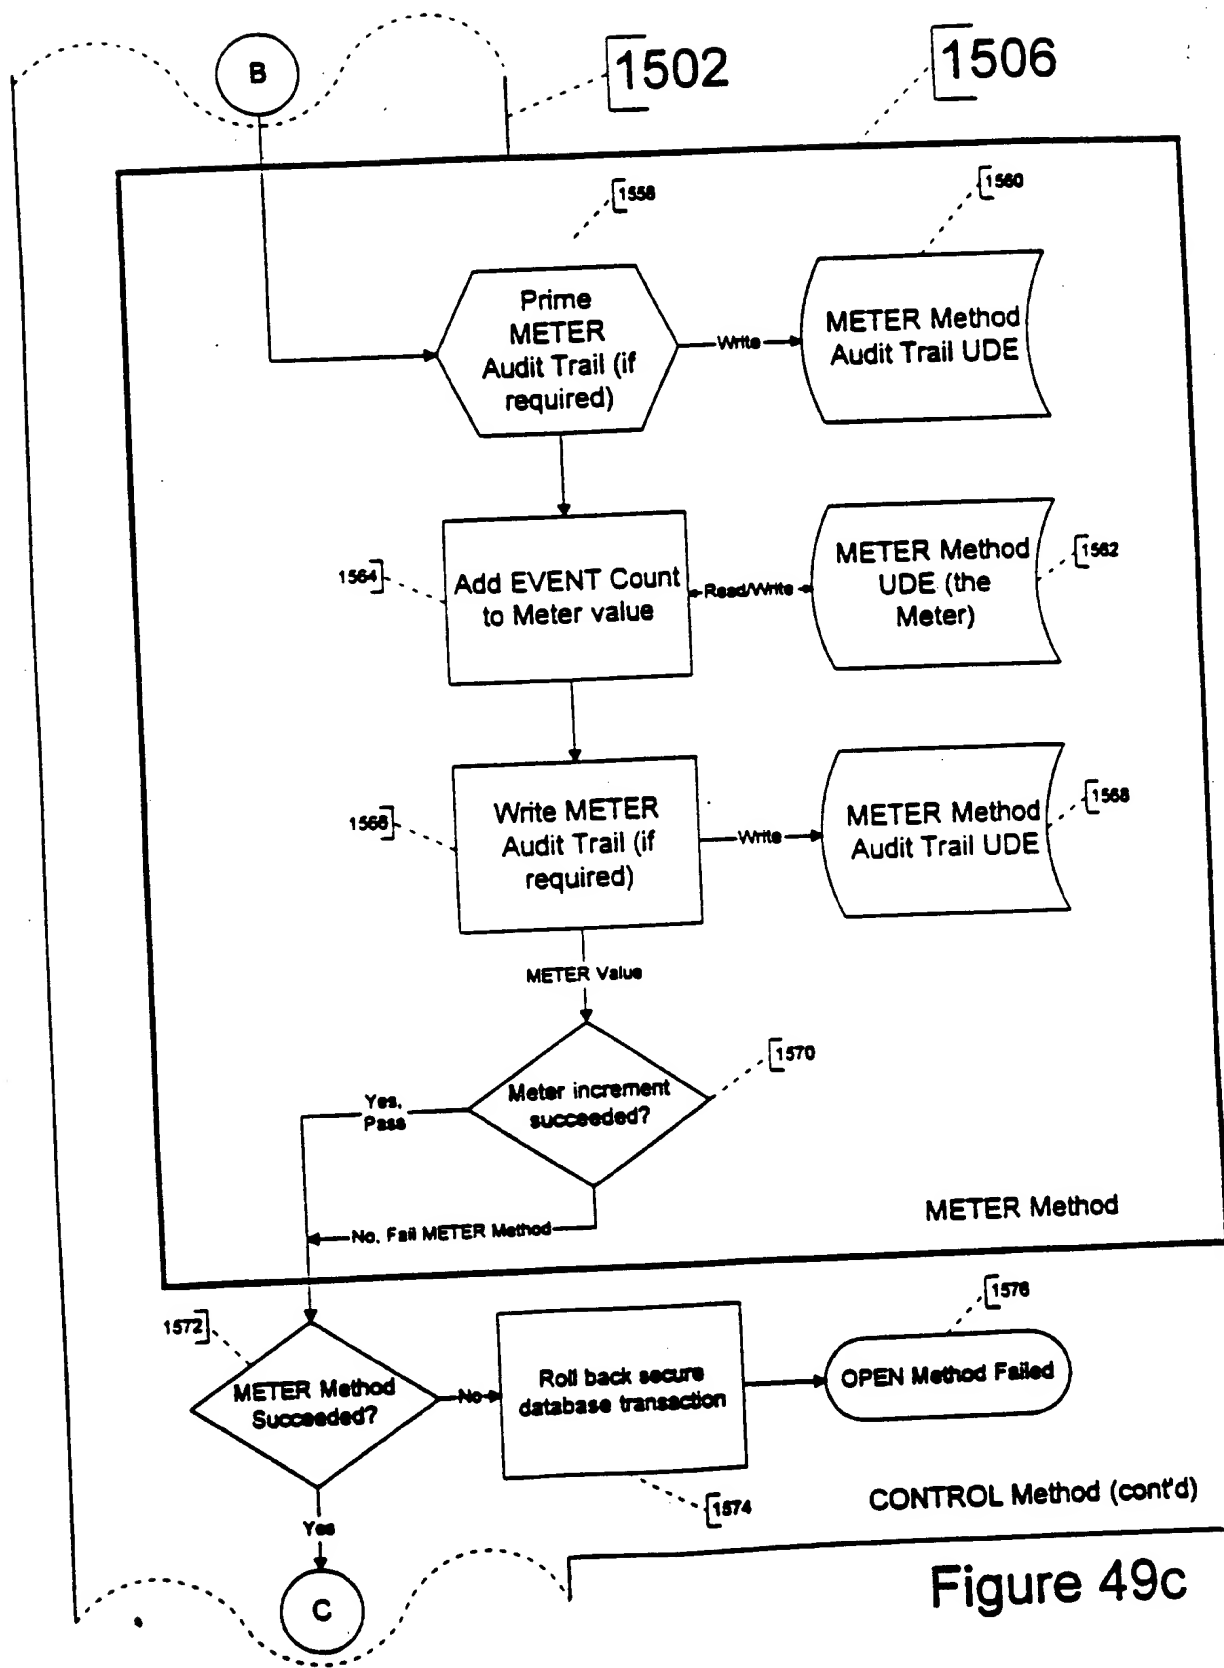 B
1502
1506
1558
1560
Prime
METER
Audit Trail (if
required)
Write
METER Method
Audit Trail UDE
1564
Add EVENT Count
to Meter value
Read/Write
METER Method
UDE (the
Meter)
1562
1566
Write METER
Audit Trail (if
required)
Write
METER Method
Audit Trail UDE
1568
METER Value
Meter increment
succeeded?
1570
Yes,
Pass
No, Fail METER Method
METER Method
1572
METER Method
Succeeded?
No
Roll back secure
database transaction
1576
OPEN Method Failed
1574
CONTROL Method (cont'd)
Yes
C
Figure 49c